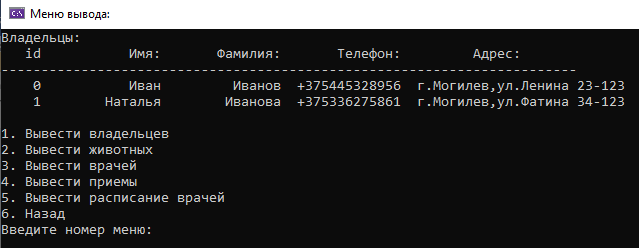 Меню вывода:
Владельцы:
id Имя: Фамилия: Телефон: Адрес:
------------------------------------------------------------------------
0 Иван Иванов +375445328956 г.Могилев,ул.Ленина 23-123
1 Наталья Иванова +375336275861 г.Могилев,ул.Фатина 34-123
1. Вывести владельцев
2. Вывести животных
3. Вывести врачей
4. Вывести приемы
5. Вывести расписание врачей
6. Назад
Введите номер меню: